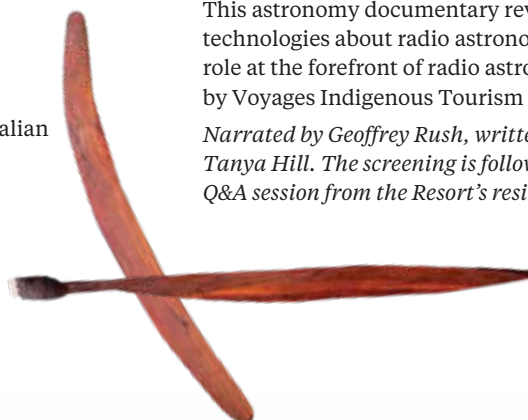 This astronomy documentary rev
technologies about radio astrono
role at the forefront of radio astro
by Voyages Indigenous Tourism
alian
Narrated by Geoffrey Rush, writte
Tanya Hill. The screening is follow
Q&A session from the Resort's resi